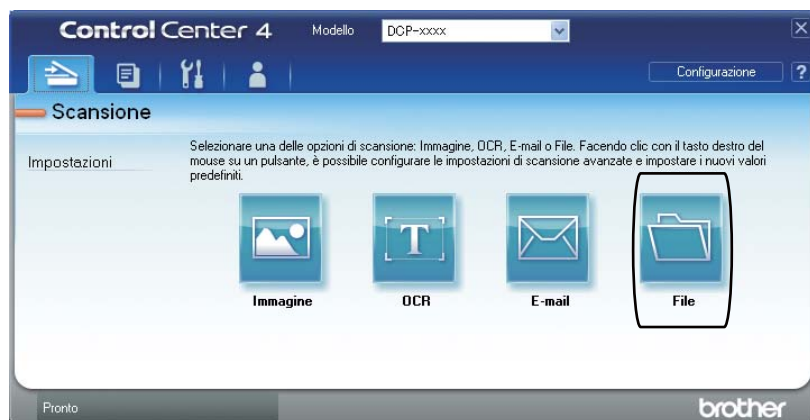 Control Center 4 Modello DCP-xxxx
Configurazione ?
Scansione
Impostazioni
Selezionare una delle opzioni di scansione: Immagine, OCR, E-mail o File. Facendo clic con il tasto destro del
mouse su un pulsante, è possibile configurare le impostazioni di scansione avanzate e impostare i nuovi valori
predefiniti.
T
Immagine OCR E-mail File
Pronto brother